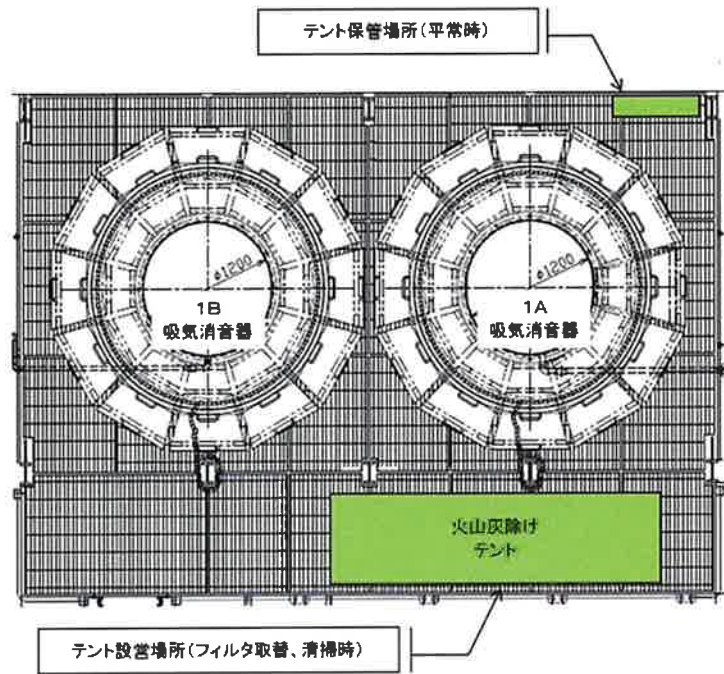 テント保管場所(平常時)
φ1200
φ1200
1B
吸気消音器
1A
吸気消音器
火山灰除け
テント
テント設営場所(フィルタ取替、清掃時)